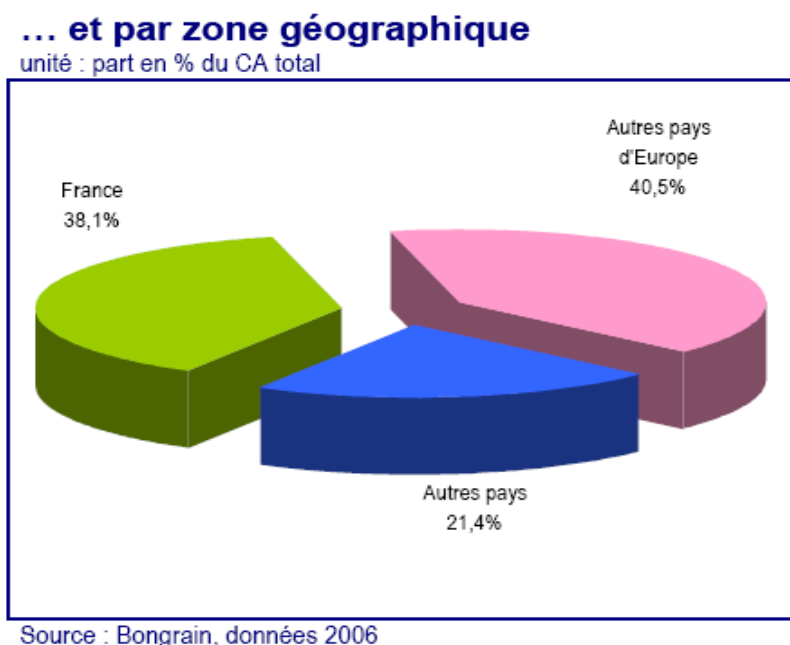 ... et par zone géographique
unité : part en % du CA total
Autres pays
d'Europe
40,5%
France
38,1%
Autres pays
21,4%
Source : Bongrain, données 2006